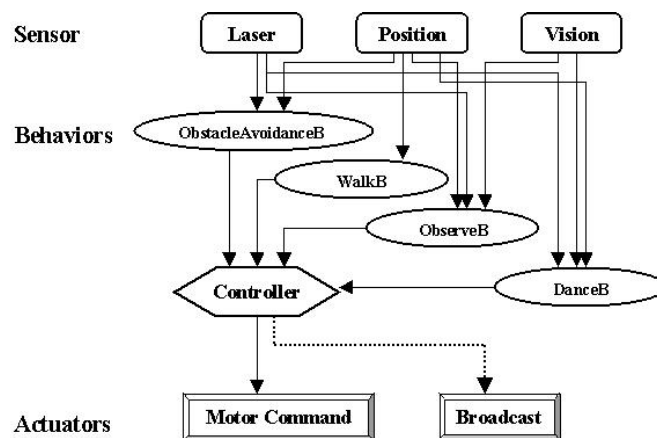 Sensor
Laser
Position
Vision
Behaviors
ObstacleAvoidanceB
WalkB
ObserveB
DanceB
Controller
Actuators
Motor Command
Broadcast